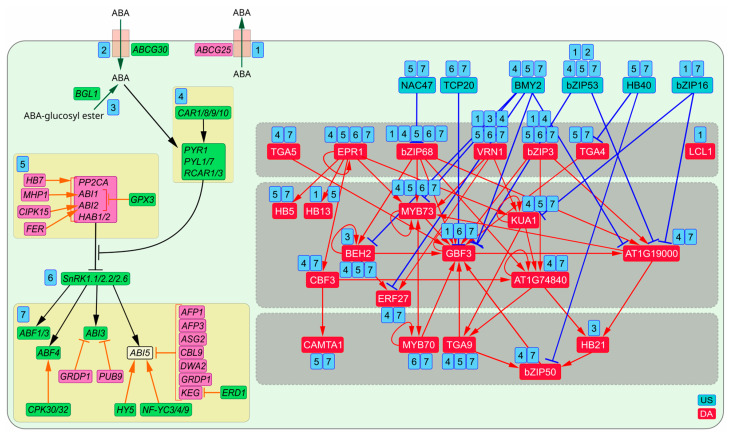 ABA
ABA
2
ABCG30
ABCG25
1
ABA
ABA
BGL1
3
ABA-glucosyl ester
4
CAR1/8/9/10
PYR1
PYL1/7
RCAR1/3
5
HB7
MHP1
CIPK15
FER
PP2CA
ABI1
ABI2
HAB1/2
GPX3
6
SnRK1.1/2.2/2.6
7
ABF1/3
ABF4
ABI3
ABI5
GRDP1
PUB9
CPK30/32
HY5
NF-YC3/4/9
AFP1
AFP3
ASG2
CBL9
DWA2
GRDP1
KEG
ERD1
1 2
5 7
6 7
4 5 7
4 5 7
5 7
1 7
NAC47
TCP20
BMY2
bZIP53
HB40
bZIP16
1 3 4
1 4
4 7
4 5 6 7
1 4 5 6 7
5 6 7
5 6 7
5 7
1
TGA5
EPR1
bZIP68
VRN1
bZIP3
TGA4
LCL1
5 7
1 5
4 5 6 7
4 7
HB5
HB13
MYB73
KUA1
3
1 6 7
4 7
BEH2
GBF3
AT1G19000
4 7
4 5 7
4 7
CBF3
AT1G74840
ERF27
4 7
3
CAMTA1
MYB70
TGA9
HB21
5 7
6 7
4 5 7
4 7
bZIP50
US
DA